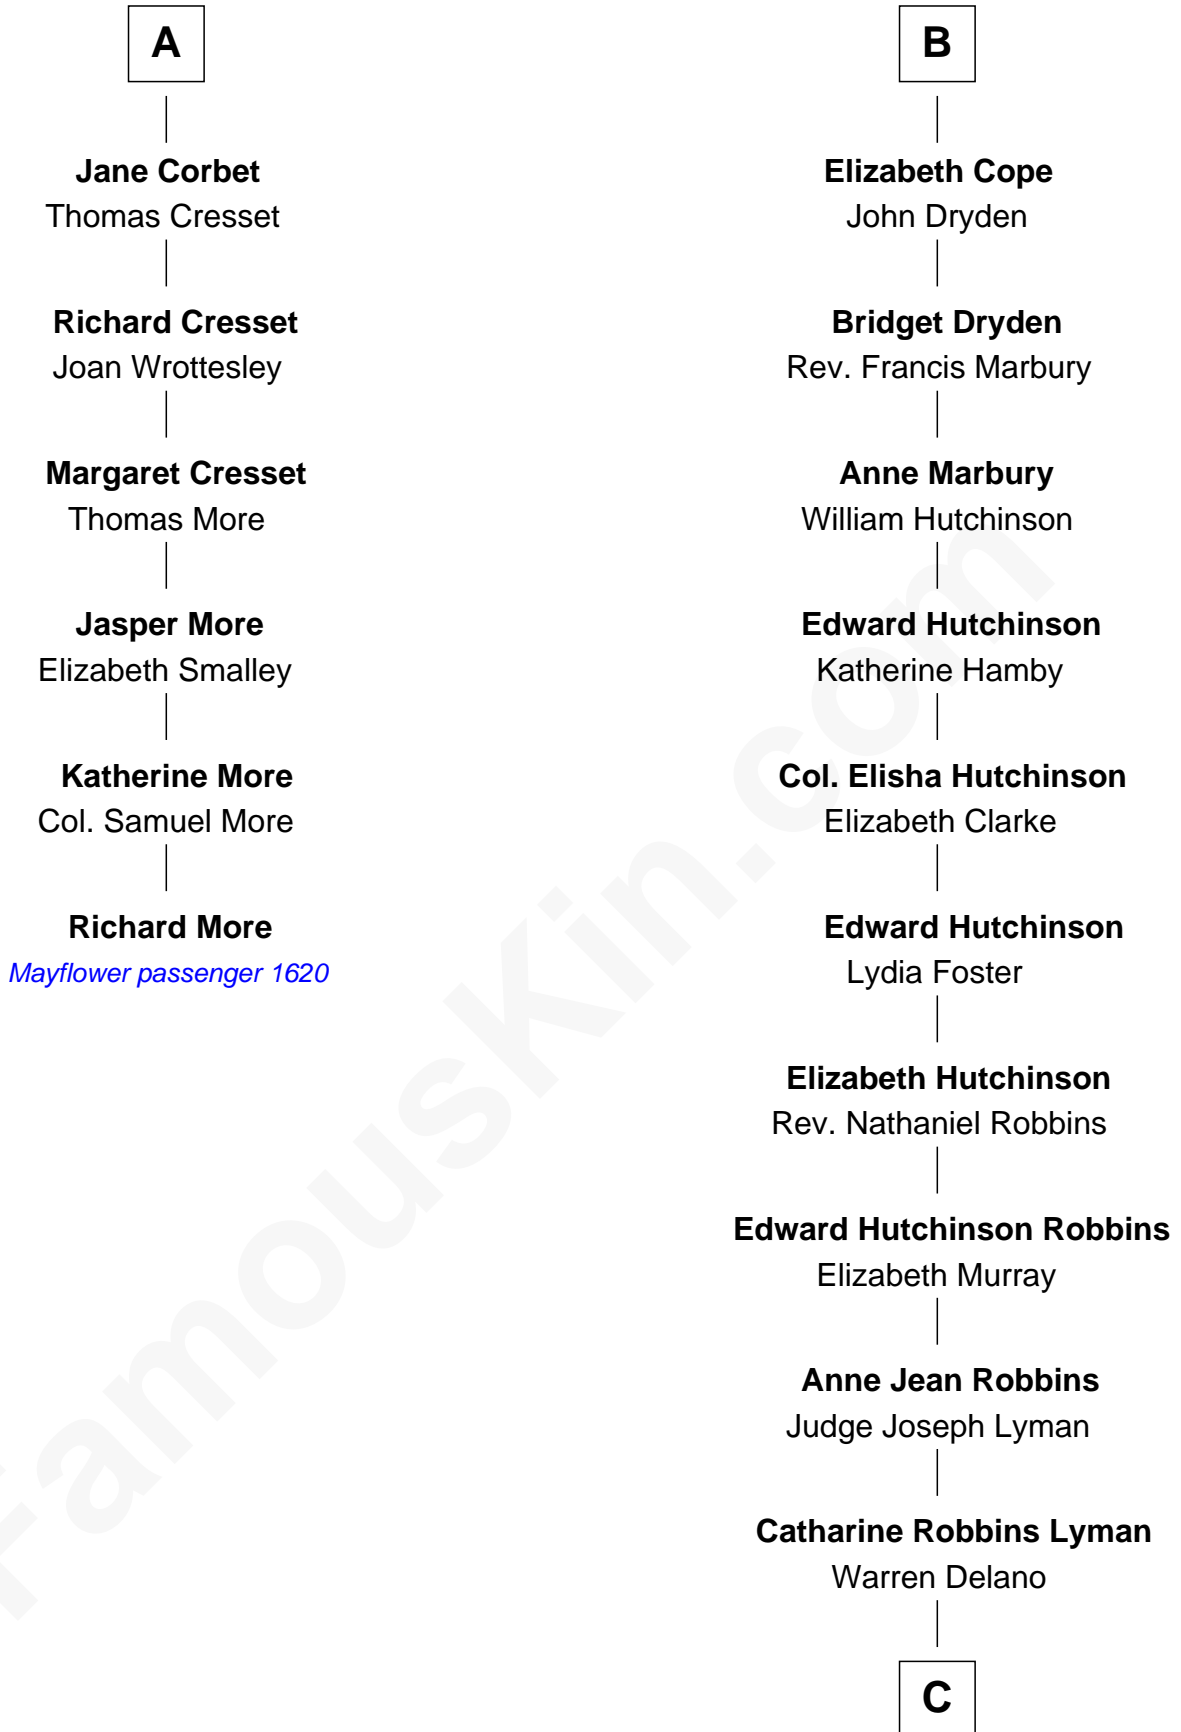 A
Jane Corbet
Thomas Cresset
Richard Cresset
Joan Wrottesley
Margaret Cresset
Thomas More
Jasper More
Elizabeth Smalley
Katherine More
Col. Samuel More
Richard More
Mayflower passenger 1620
B
Elizabeth Cope
John Dryden
Bridget Dryden
Rev. Francis Marbury
Anne Marbury
William Hutchinson
Edward Hutchinson
Katherine Hamby
Col. Elisha Hutchinson
Elizabeth Clarke
Edward Hutchinson
Lydia Foster
Elizabeth Hutchinson
Rev. Nathaniel Robbins
Edward Hutchinson Robbins
Elizabeth Murray
Anne Jean Robbins
Judge Joseph Lyman
Catharine Robbins Lyman
Warren Delano
C
FamousKin.com